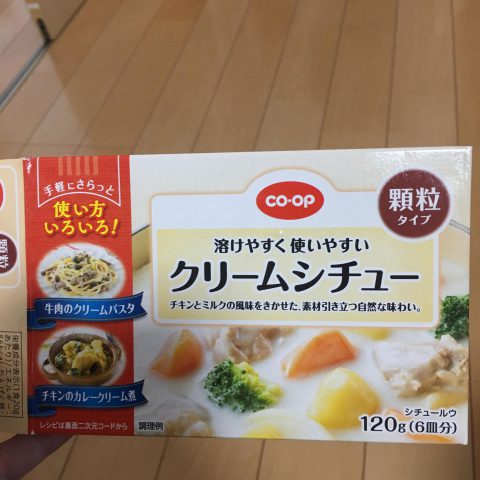 手軽にさらっと
使い方
いろいろ!
牛肉のクリームパスタ
チキンのカレークリーム煮
レシピは裏面二次元コードから
CO·OP
顆粒
タイプ
溶けやすく使いやすい
クリームシチュー
チキンとミルクの風味をきかせた、素材引き立つ自然な味わい。
調理例
シチュールウ
120g(6皿分)
顆粒